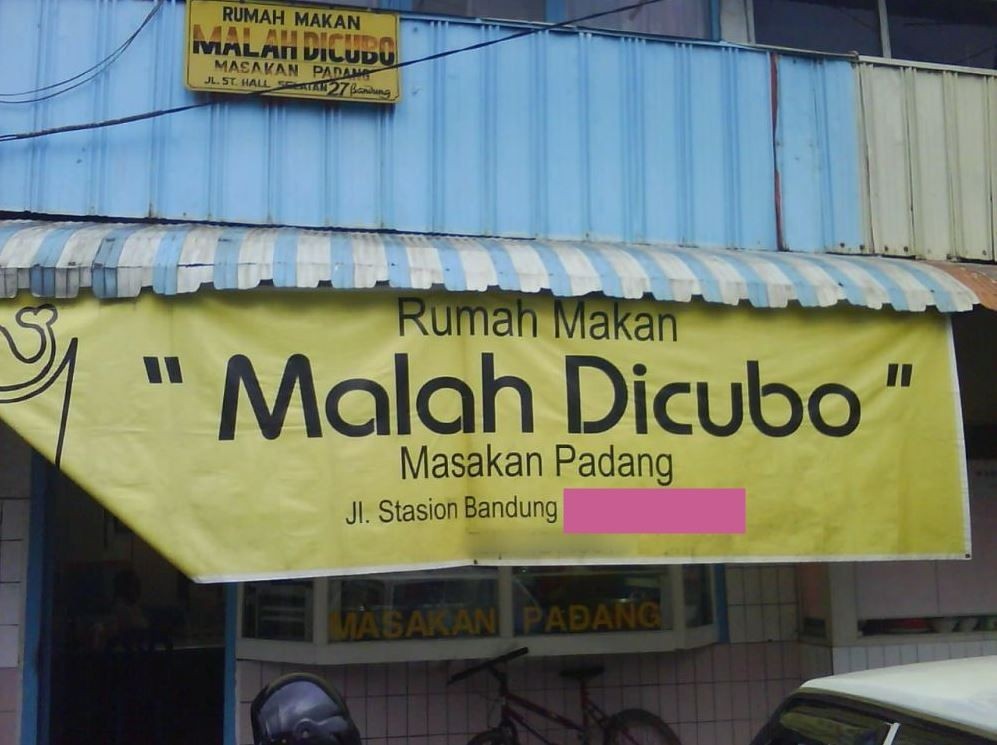 RUMAH MAKAN
MALAH DICUBO
MASAKAN PADANG
JL. ST. HALL SELATAN 27 Bandung
Rumah Makan
" Malah Dicubo "
Masakan Padang
Jl. Stasion Bandung
MASAKAN PADANG